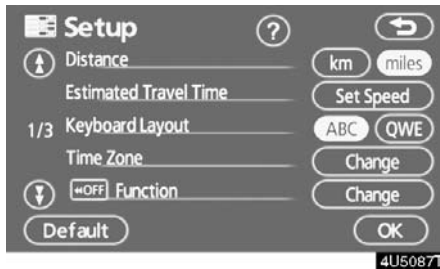 Setup ?
Distance km miles
Estimated Travel Time Set Speed
1/3 Keyboard Layout ABC QWE
Time Zone Change
OFF Function Change
Default OK
4U5087T